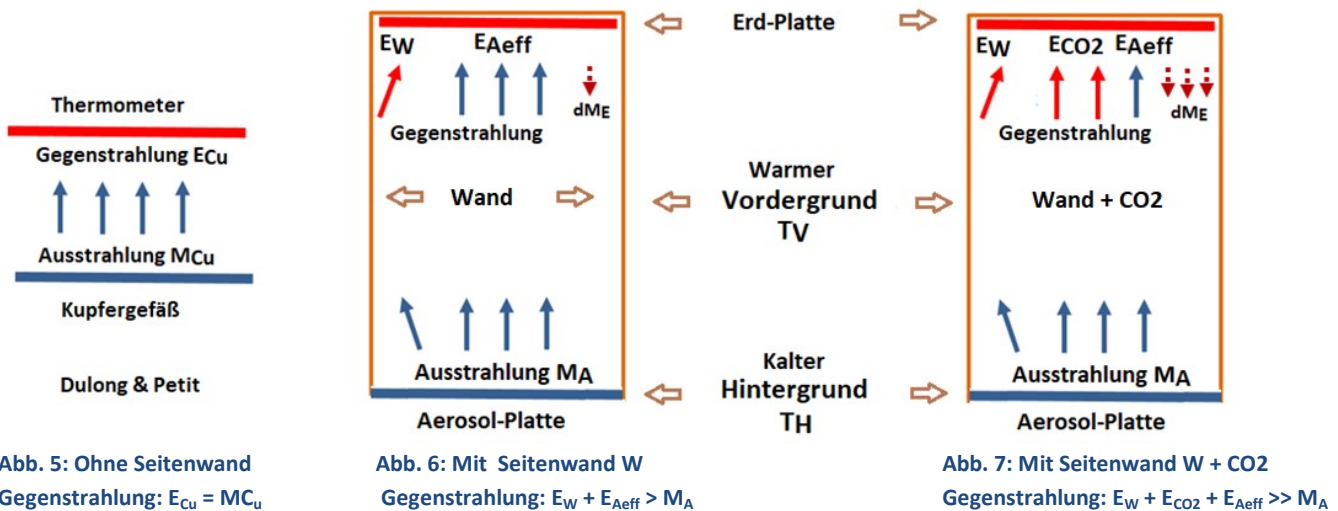 Thermometer
Gegenstrahlung ECu
Ausstrahlung MCu
Kupfergefäß
Dulong & Petit
Abb. 5: Ohne Seitenwand
Gegenstrahlung: ECu = MCu
EW EAeff
dME
Gegenstrahlung
Wand
Ausstrahlung MA
Aerosol-Platte
Abb. 6: Mit Seitenwand W
Gegenstrahlung: EW + EAeff > MA
Erd-Platte
Warmer
Vordergrund
TV
Kalter
Hintergrund
TH
EW ECO2 EAeff
dME
Gegenstrahlung
Wand + CO2
Ausstrahlung MA
Aerosol-Platte
Abb. 7: Mit Seitenwand W + CO2
Gegenstrahlung: EW + ECO2 + EAeff >> MA